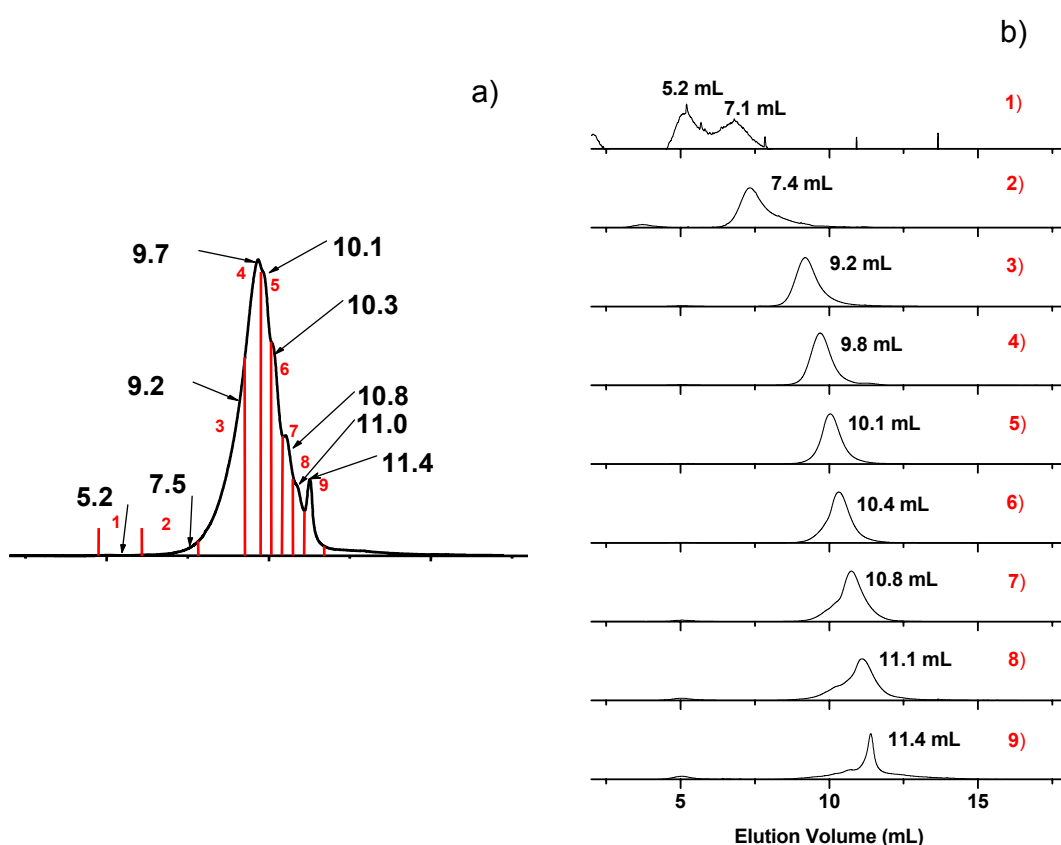 a)
9.7
10.1
4
5
10.3
6
9.2
10.8
3
7
11.0
8
11.4
5.2
7.5
9
1
2
b)
5.2 mL
7.1 mL
1)
7.4 mL
2)
9.2 mL
3)
9.8 mL
4)
10.1 mL
5)
10.4 mL
6)
10.8 mL
7)
11.1 mL
8)
11.4 mL
9)
5 10 15
Elution Volume (mL)